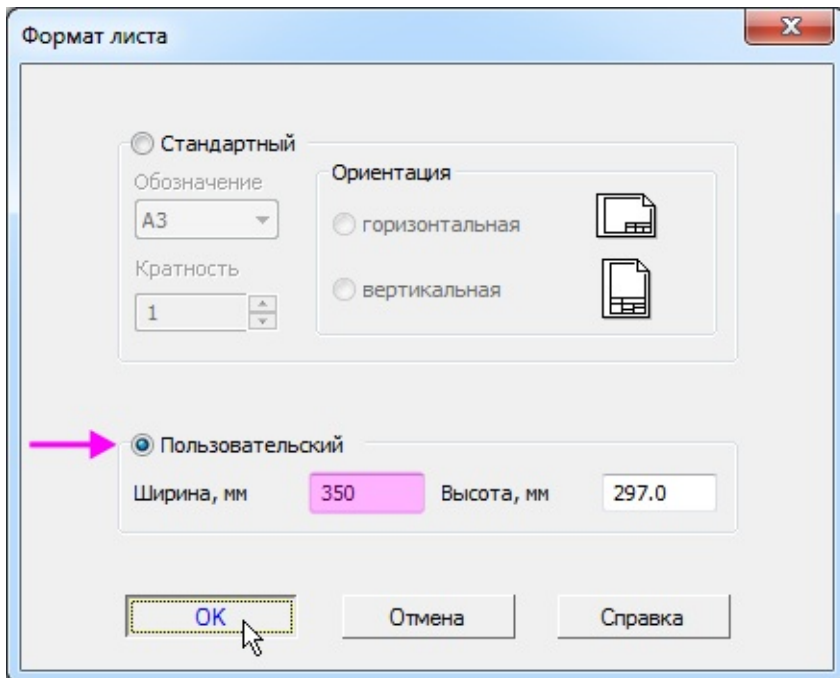 Формат листа
Стандартный
Обозначение
A3
Кратность
1
Ориентация
горизонтальная
вертикальная
Пользовательский
Ширина, мм 350 Высота, мм 297.0
OK Отмена Справка